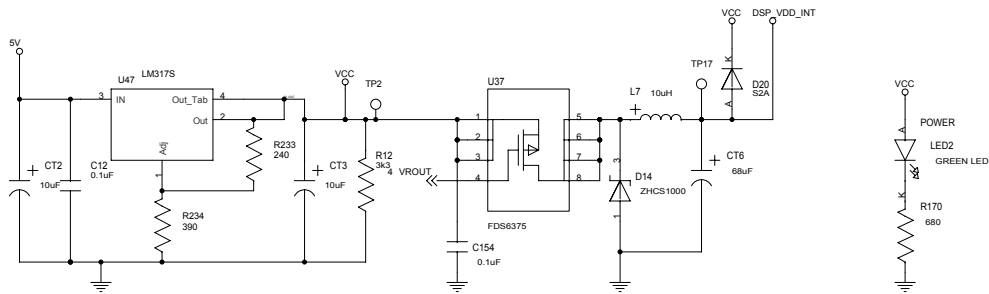 5V
U47 LM317S
3 IN Out_Tab 4
Out 2
Adj
1
CT2
10uF
C12
0.1uF
R234
390
R233
240
CT3
10uF
VCC
TP2
R12
3k3
4 VROUT
U37
1
2
3
4
5
6
7
8
FDS6375
C154
0.1uF
3
D14
ZHCS1000
1
L7 10uH
TP17
CT6
68uF
VCC DSP_VDD_INT
K
D20
S2A
A
VCC
POWER
A
LED2
GREEN LED
K
R170
680